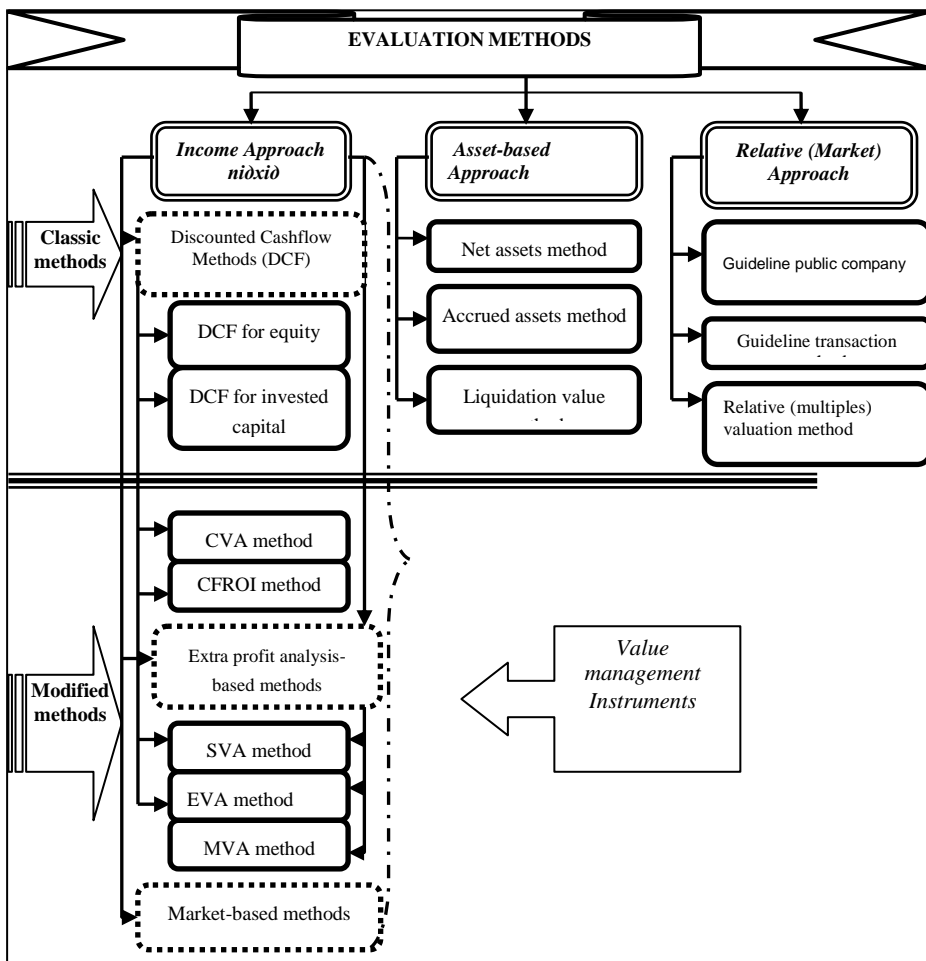 EVALUATION METHODS
Income Approach
підхід
Asset-based
Approach
Relative (Market)
Approach
Classic
methods
Discounted Cashflow
Methods (DCF)
DCF for equity
DCF for invested
capital
Net assets method
Accrued assets method
Liquidation value
Guideline public company
Guideline transaction
Relative (multiples)
valuation method
CVA method
CFROI method
Extra profit analysis-
based methods
Modified
methods
SVA method
EVA method
MVA method
Market-based methods
Value
management
Instruments